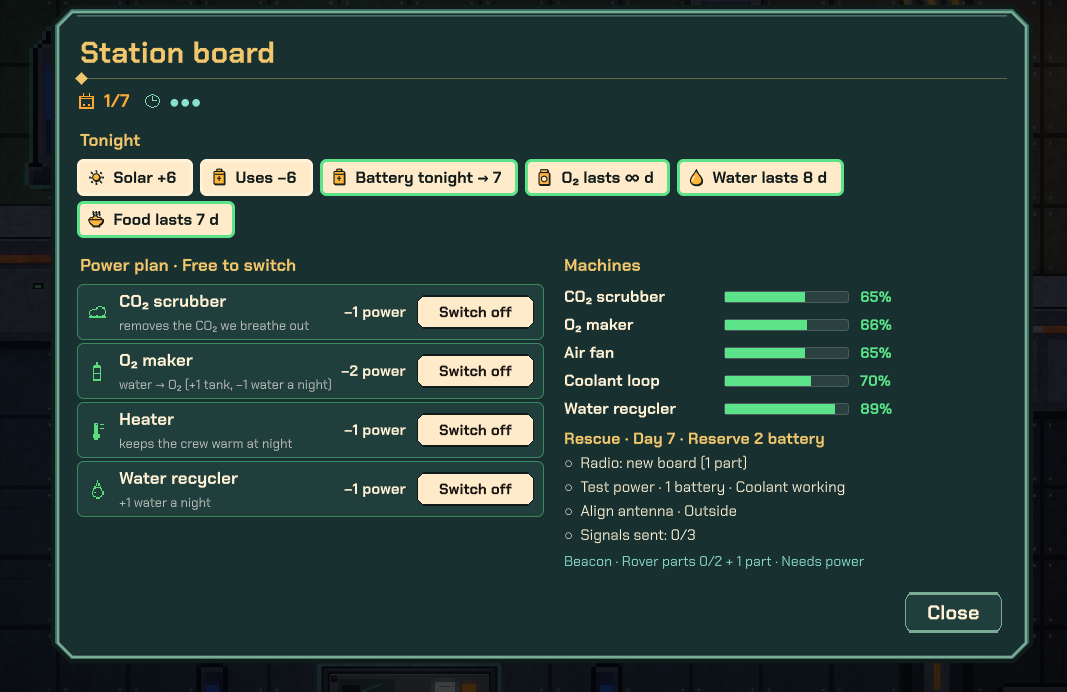 Station board
1/7
Tonight
Solar +6
Uses −6
Battery tonight → 7
O₂ lasts ∞ d
Water lasts 8 d
Food lasts 7 d
Power plan · Free to switch
CO₂ scrubber
removes the CO₂ we breathe out
−1 power
Switch off
O₂ maker
water → O₂ (+1 tank, −1 water a night)
−2 power
Switch off
Heater
keeps the crew warm at night
−1 power
Switch off
Water recycler
+1 water a night
−1 power
Switch off
Machines
CO₂ scrubber 65%
O₂ maker 66%
Air fan 65%
Coolant loop 70%
Water recycler 89%
Rescue · Day 7 · Reserve 2 battery
○ Radio: new board (1 part)
○ Test power · 1 battery · Coolant working
○ Align antenna · Outside
○ Signals sent: 0/3
Beacon · Rover parts 0/2 + 1 part · Needs power
Close